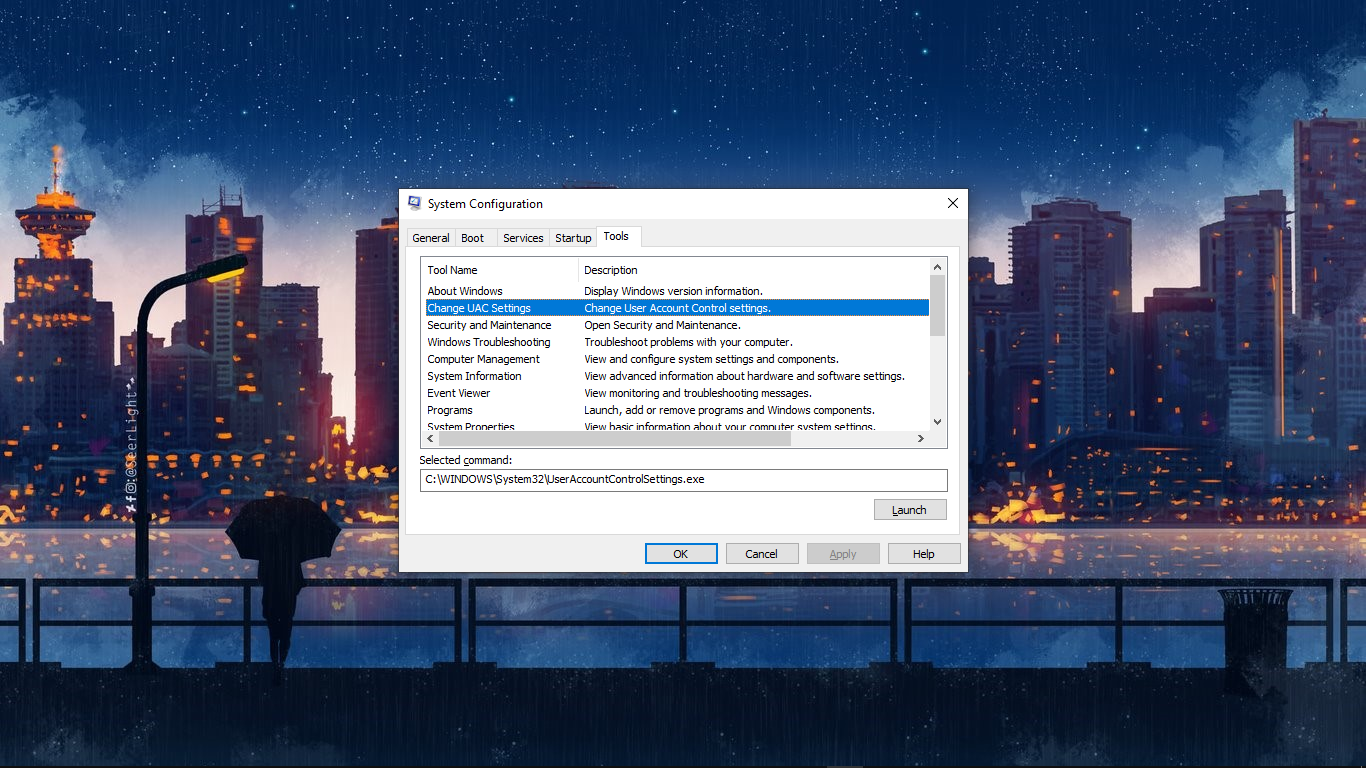 System Configuration
General Boot Services Startup Tools
Tool Name Description
About Windows Display Windows version information.
Change UAC Settings Change User Account Control settings.
Security and Maintenance Open Security and Maintenance.
Windows Troubleshooting Troubleshoot problems with your computer.
Computer Management View and configure system settings and components.
System Information View advanced information about hardware and software settings.
Event Viewer View monitoring and troubleshooting messages.
Programs Launch, add or remove programs and Windows components.
System Properties View basic information about your computer system settings.
Selected command:
C:\WINDOWS\System32\UserAccountControlSettings.exe
Launch
OK Cancel Apply Help
:@SeerLight